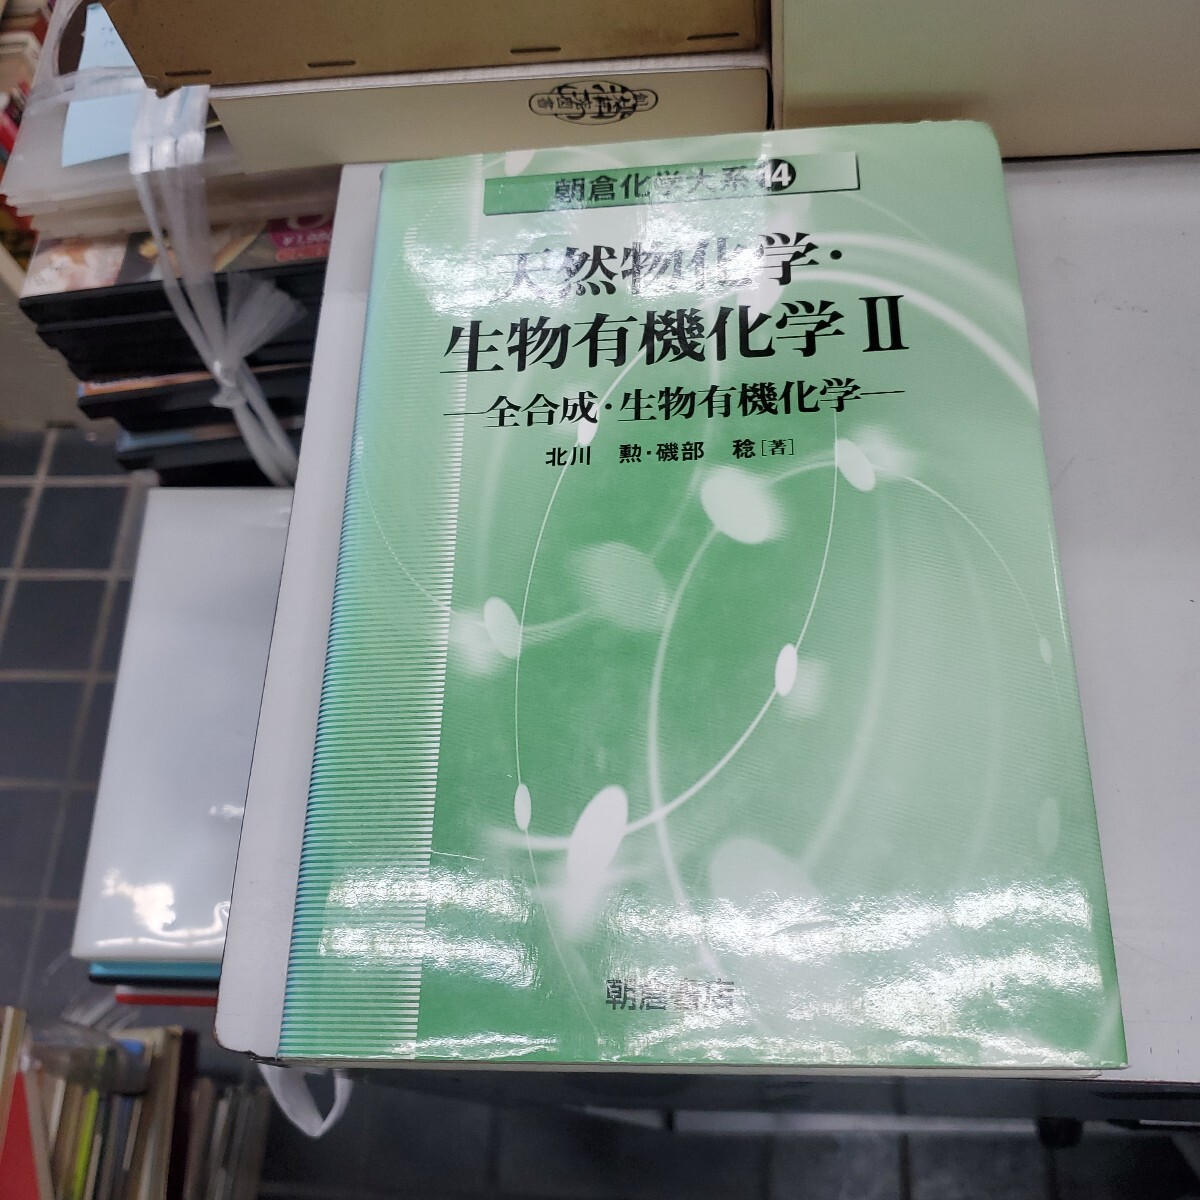 朝倉化学大系 14
天然物化学・
生物有機化学 II
―全合成・生物有機化学―
北川 勲・磯部 稔[著]
朝倉書店